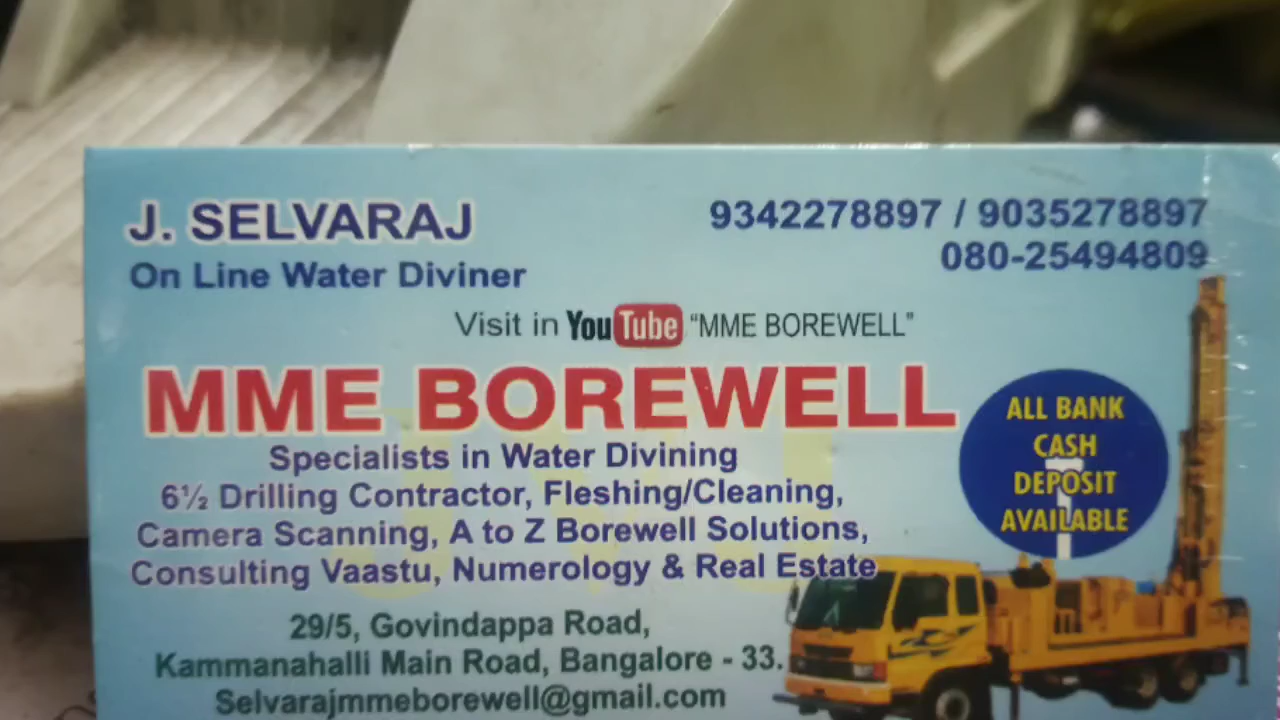 J. SELVARAJ
9342278897 / 9035278897
On Line Water Diviner
080-25494809
Visit in YouTube "MME BOREWELL"
MME BOREWELL
Specialists in Water Divining
6½ Drilling Contractor, Fleshing/Cleaning,
Camera Scanning, A to Z Borewell Solutions,
Consulting Vaastu, Numerology & Real Estate
ALL BANK
CASH
DEPOSIT
AVAILABLE
29/5, Govindappa Road,
Kammanahalli Main Road, Bangalore - 33.
Selvarajmmeborewell@gmail.com